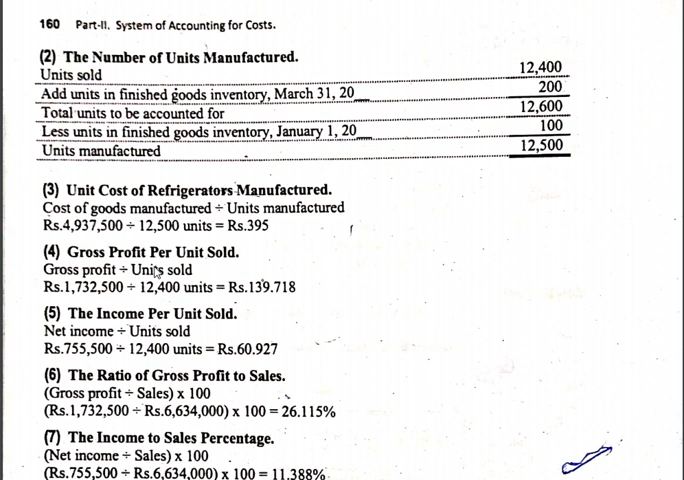 160 Part-II. System of Accounting for Costs.
(2) The Number of Units Manufactured.
Units sold 12,400
Add units in finished goods inventory, March 31, 20__ 200
Total units to be accounted for 12,600
Less units in finished goods inventory, January 1, 20__ 100
Units manufactured 12,500
(3) Unit Cost of Refrigerators Manufactured.
Cost of goods manufactured ÷ Units manufactured
Rs.4,937,500 ÷ 12,500 units = Rs.395
(4) Gross Profit Per Unit Sold.
Gross profit ÷ Units sold
Rs.1,732,500 ÷ 12,400 units = Rs.139.718
(5) The Income Per Unit Sold.
Net income ÷ Units sold
Rs.755,500 ÷ 12,400 units = Rs.60.927
(6) The Ratio of Gross Profit to Sales.
(Gross profit ÷ Sales) x 100
(Rs.1,732,500 ÷ Rs.6,634,000) x 100 = 26.115%
(7) The Income to Sales Percentage.
(Net income ÷ Sales) x 100
(Rs.755,500 ÷ Rs.6,634,000) x 100 = 11.388%